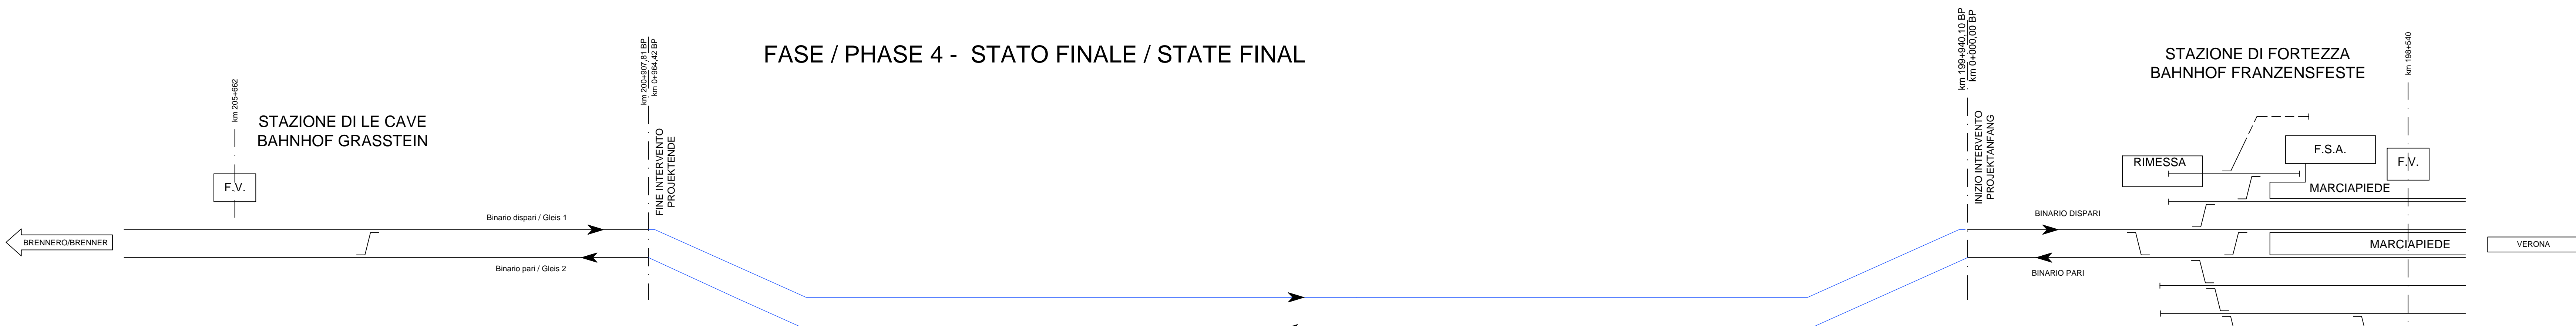 FASE / PHASE 4 - STATO FINALE / STATE FINAL
km 205+662
STAZIONE DI LE CAVE
BAHNHOF GRASSTEIN
F.V.
BRENNERO/BRENNER
Binario dispari / Gleis 1
Binario pari / Gleis 2
km 200+907,81 BP
km 0+964,42 BP
FINE INTERVENTO
PROJEKTENDE
km 199+940,10 BP
km 0+000,00 BP
INIZIO INTERVENTO
PROJEKTANFANG
STAZIONE DI FORTEZZA
BAHNHOF FRANZENSFESTE
km 198+540
RIMESSA
F.S.A.
F.V.
MARCIAPIEDE
BINARIO DISPARI
MARCIAPIEDE
BINARIO PARI
VERONA